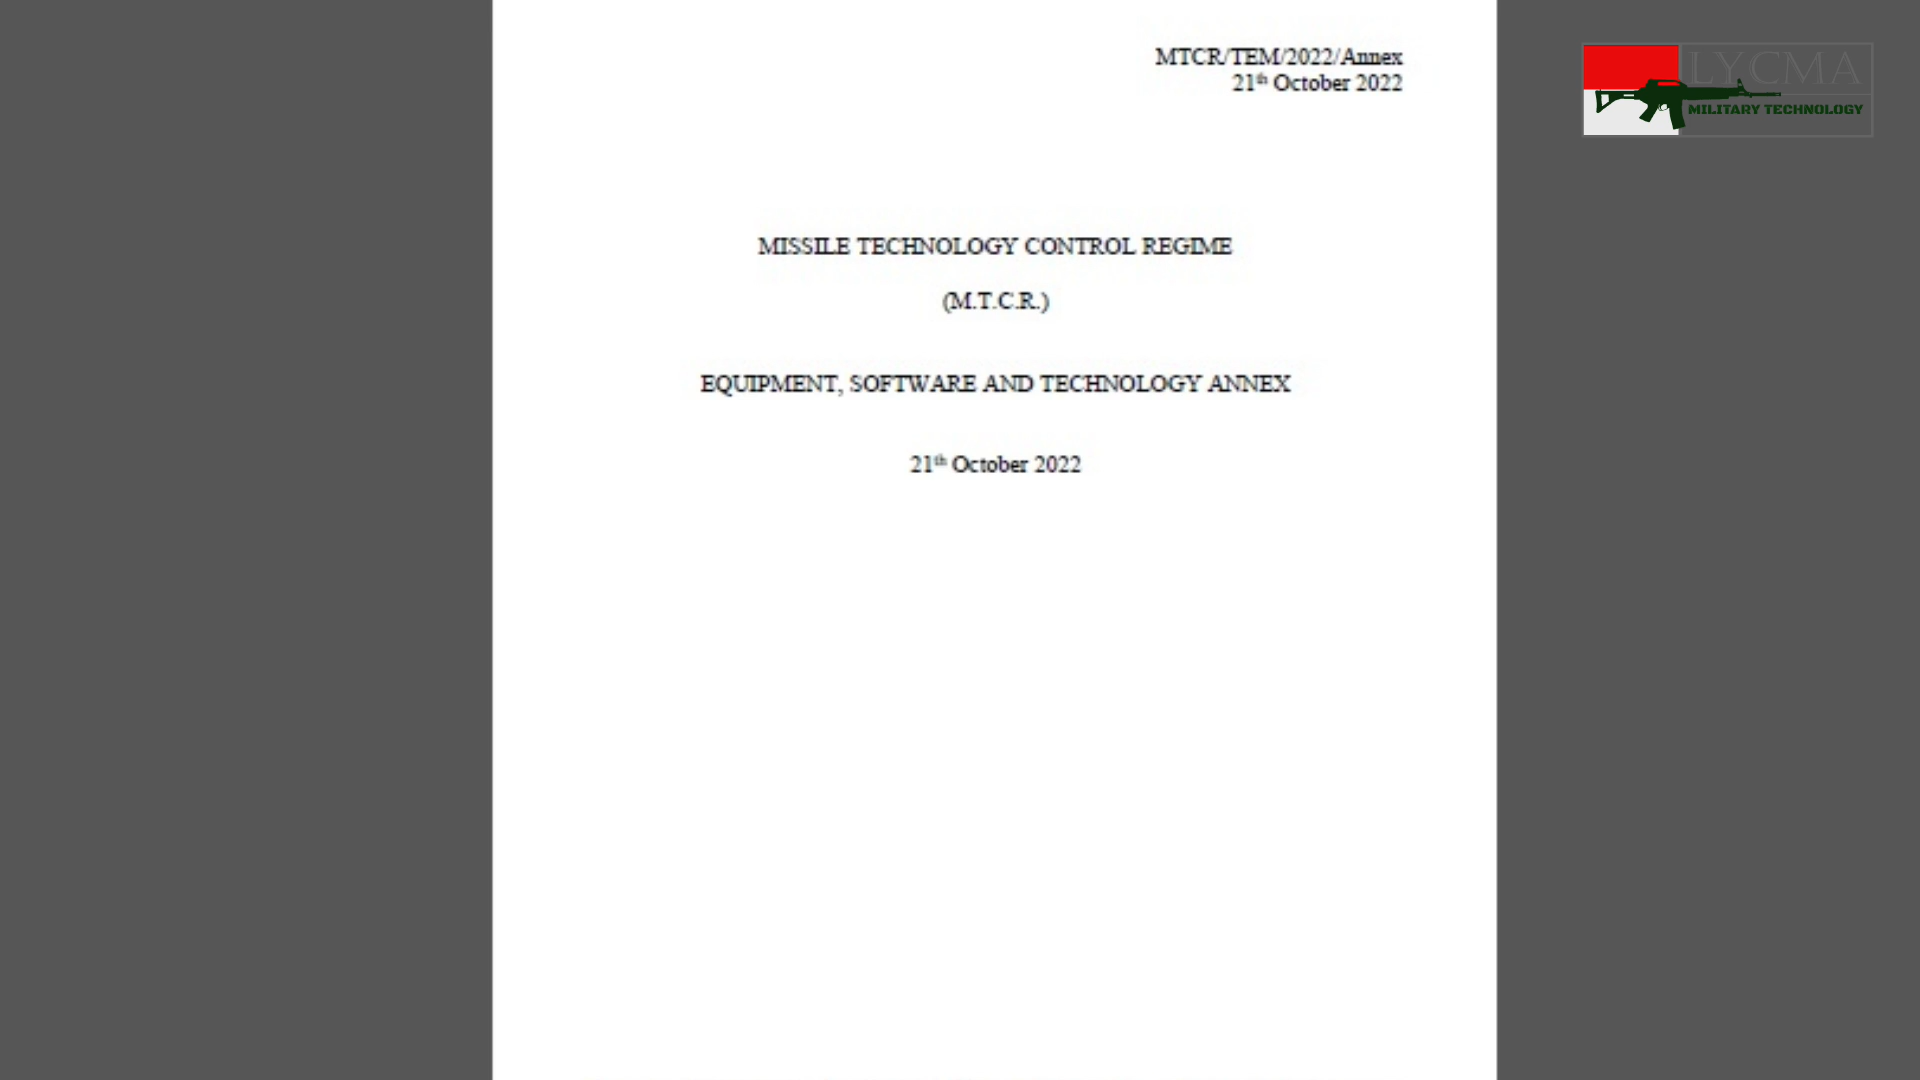 MTCR/TEM/2022/Annex
21th October 2022
LYCMA
MILITARY TECHNOLOGY
MISSILE TECHNOLOGY CONTROL REGIME
(M.T.C.R.)
EQUIPMENT, SOFTWARE AND TECHNOLOGY ANNEX
21th October 2022